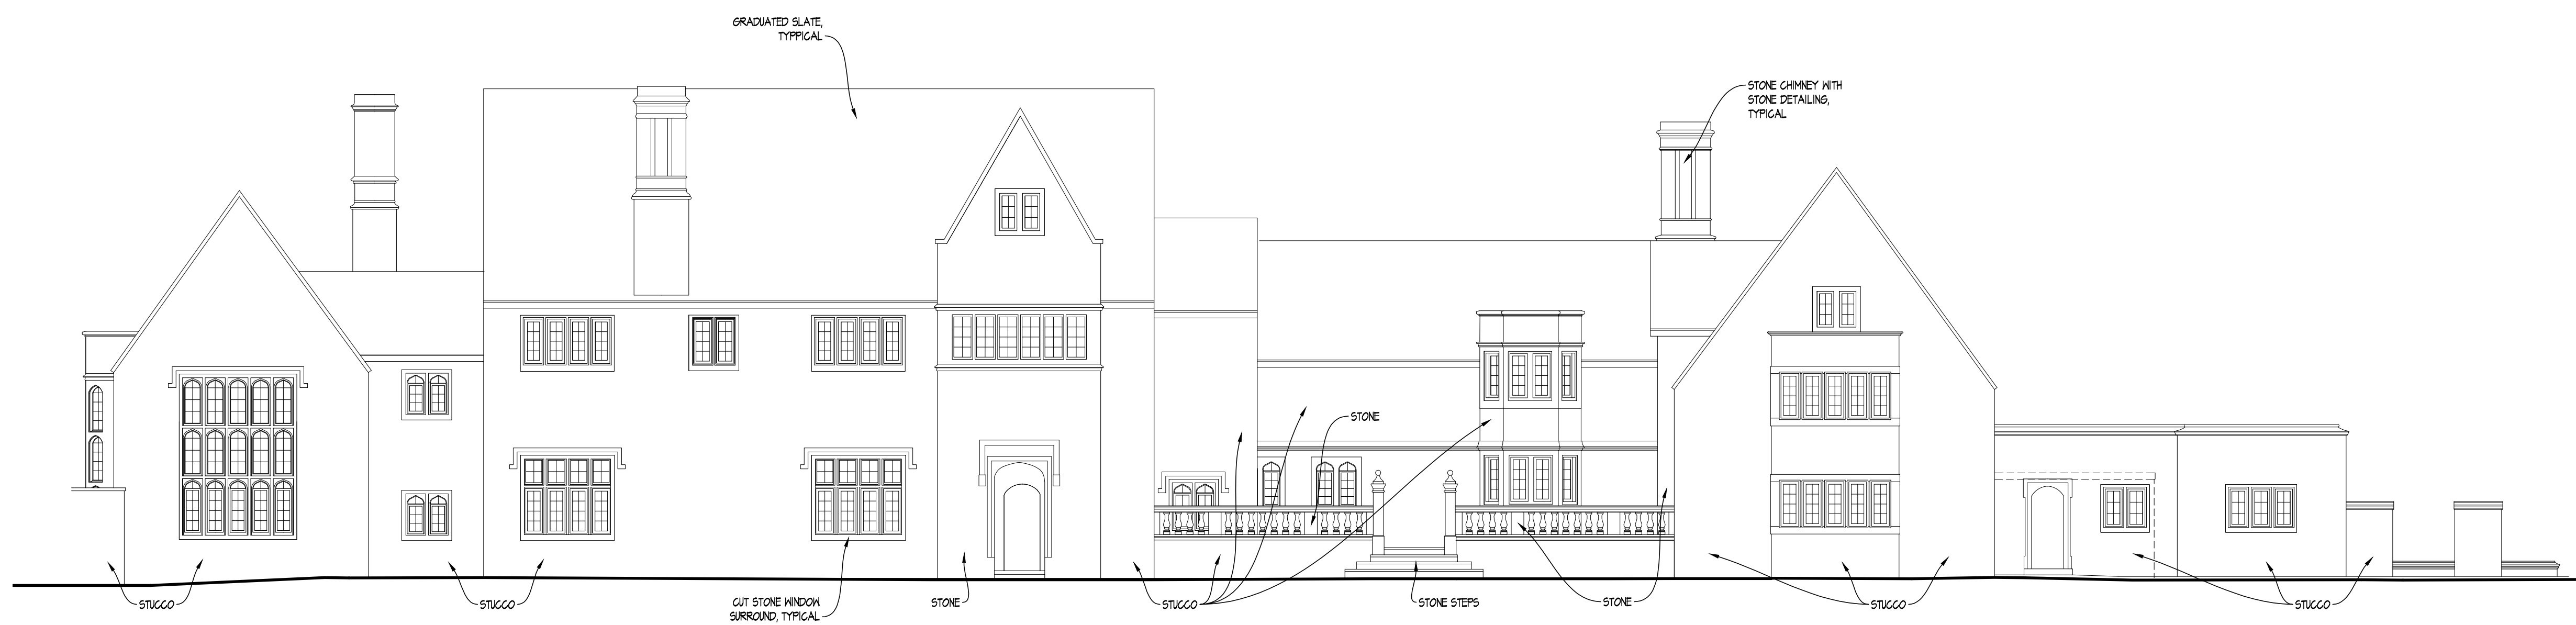 GRADUATED SLATE,
TYPPICAL
STONE CHIMNEY WITH
STONE DETAILING,
TYPICAL
STONE
STUCCO
STUCCO
CUT STONE WINDOW
SURROUND, TYPICAL
STONE
STUCCO
STONE STEPS
STONE
STUCCO
STUCCO